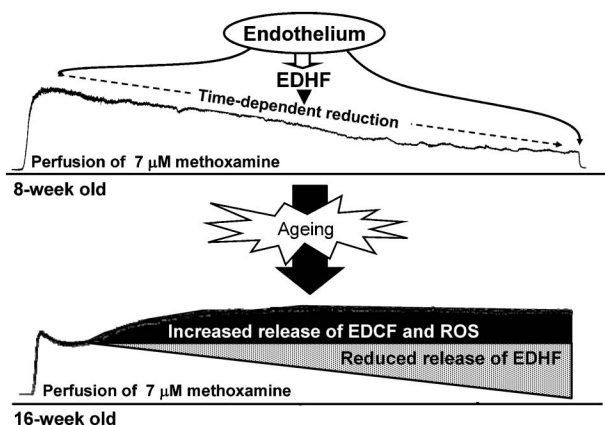 Endothelium
EDHF
Time-dependent reduction
Perfusion of 7 μM methoxamine
8-week old
Ageing
Increased release of EDCF and ROS
Reduced release of EDHF
Perfusion of 7 μM methoxamine
16-week old